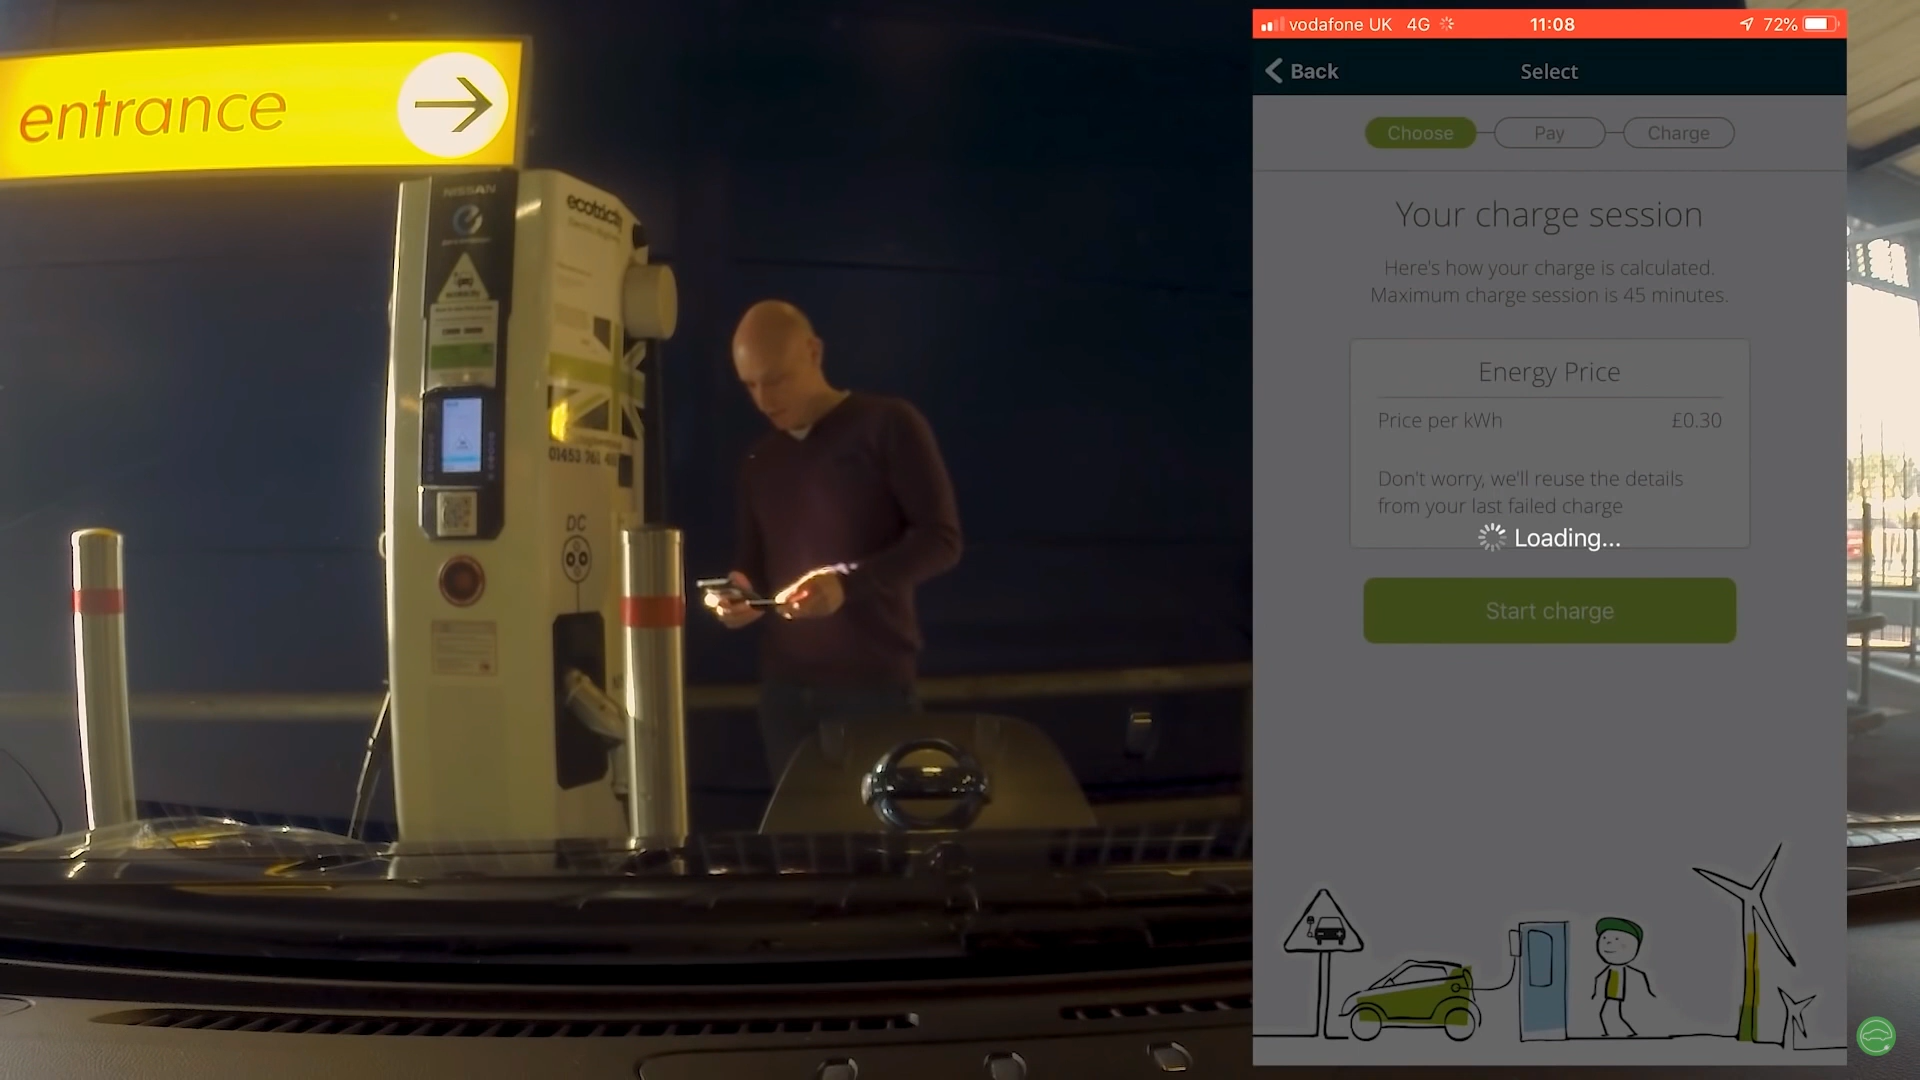 entrance
NISSAN
ecotricity
01453 761
DC
vodafone UK 4G 11:08 72%
Back
Select
Choose
Pay
Charge
Your charge session
Here's how your charge is calculated.
Maximum charge session is 45 minutes.
Energy Price
Price per kWh £0.30
Don't worry, we'll reuse the details
from your last failed charge
Loading...
Start charge